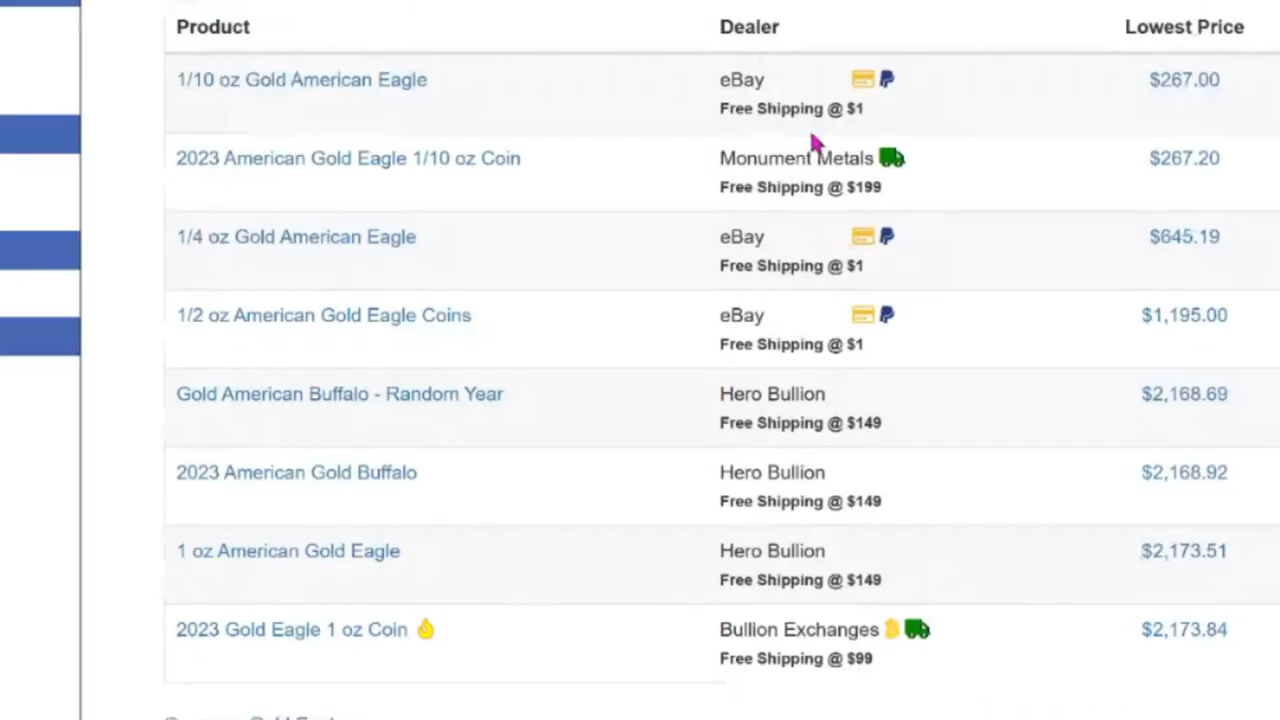 Product Dealer Lowest Price
1/10 oz Gold American Eagle eBay $267.00
Free Shipping @ $1
2023 American Gold Eagle 1/10 oz Coin Monument Metals $267.20
Free Shipping @ $199
1/4 oz Gold American Eagle eBay $645.19
Free Shipping @ $1
1/2 oz American Gold Eagle Coins eBay $1,195.00
Free Shipping @ $1
Gold American Buffalo - Random Year Hero Bullion $2,168.69
Free Shipping @ $149
2023 American Gold Buffalo Hero Bullion $2,168.92
Free Shipping @ $149
1 oz American Gold Eagle Hero Bullion $2,173.51
Free Shipping @ $149
2023 Gold Eagle 1 oz Coin Bullion Exchanges $2,173.84
Free Shipping @ $99